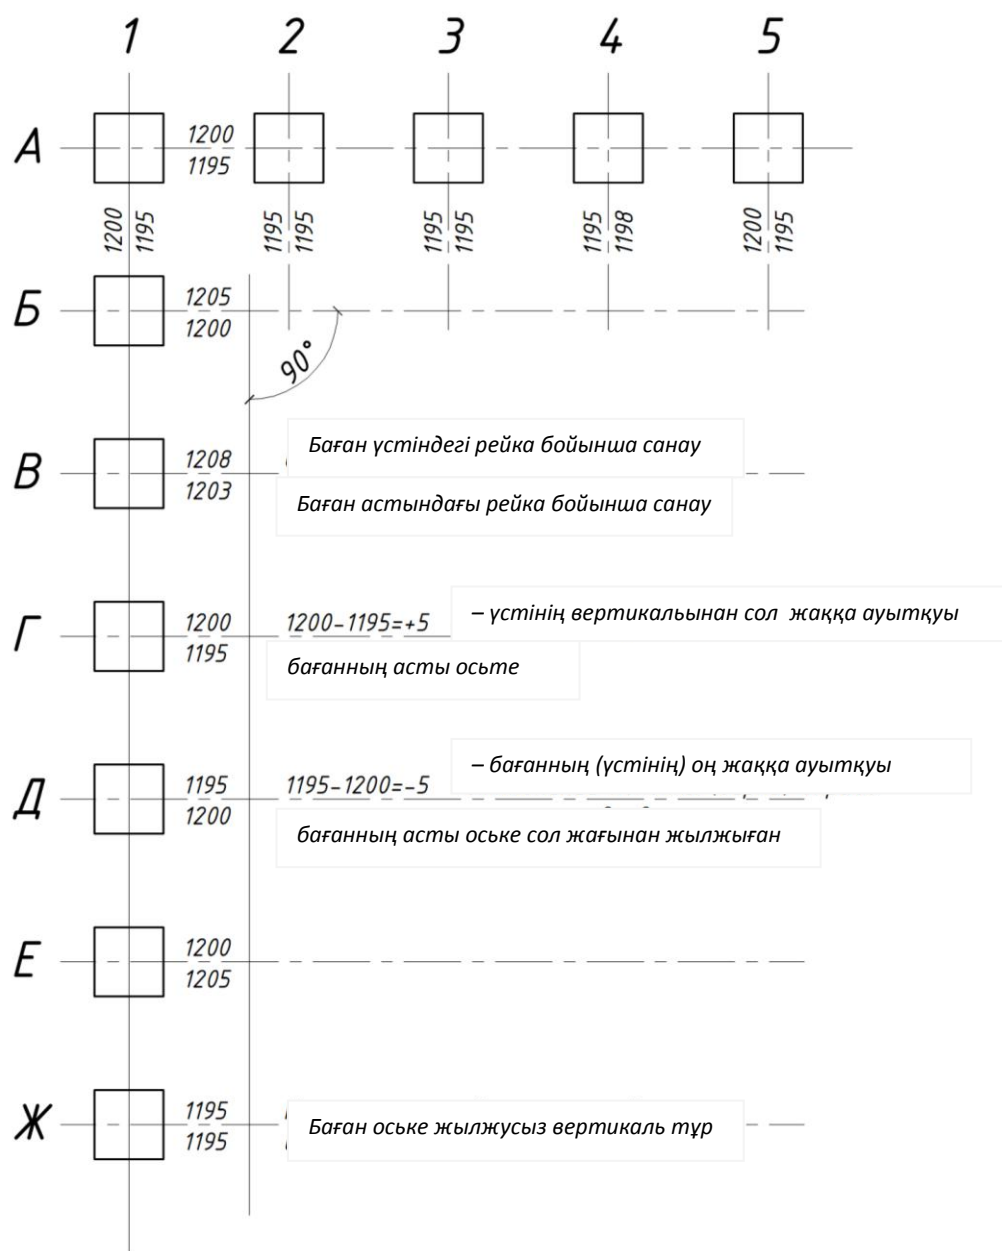 1 2 3 4 5
А 1200
1195
1200 1195 1195 1195 1195 1195 1195 1198 1200 1195
Б 1205
1200
90°
Баған үстіндегі рейка бойынша санау
В 1208
1203
Баған астындағы рейка бойынша санау
Г 1200 1200-1195=+5 – үстінің вертикальынан сол жаққа ауытқуы
1195
бағанның асты осьте
Д 1195 1195-1200=-5 – бағанның (үстінің) оң жаққа ауытқуы
1200
бағанның асты оське сол жағынан жылжыған
Е 1200
1205
Ж 1195
1195
Баған оське жылжусыз вертикаль тұр